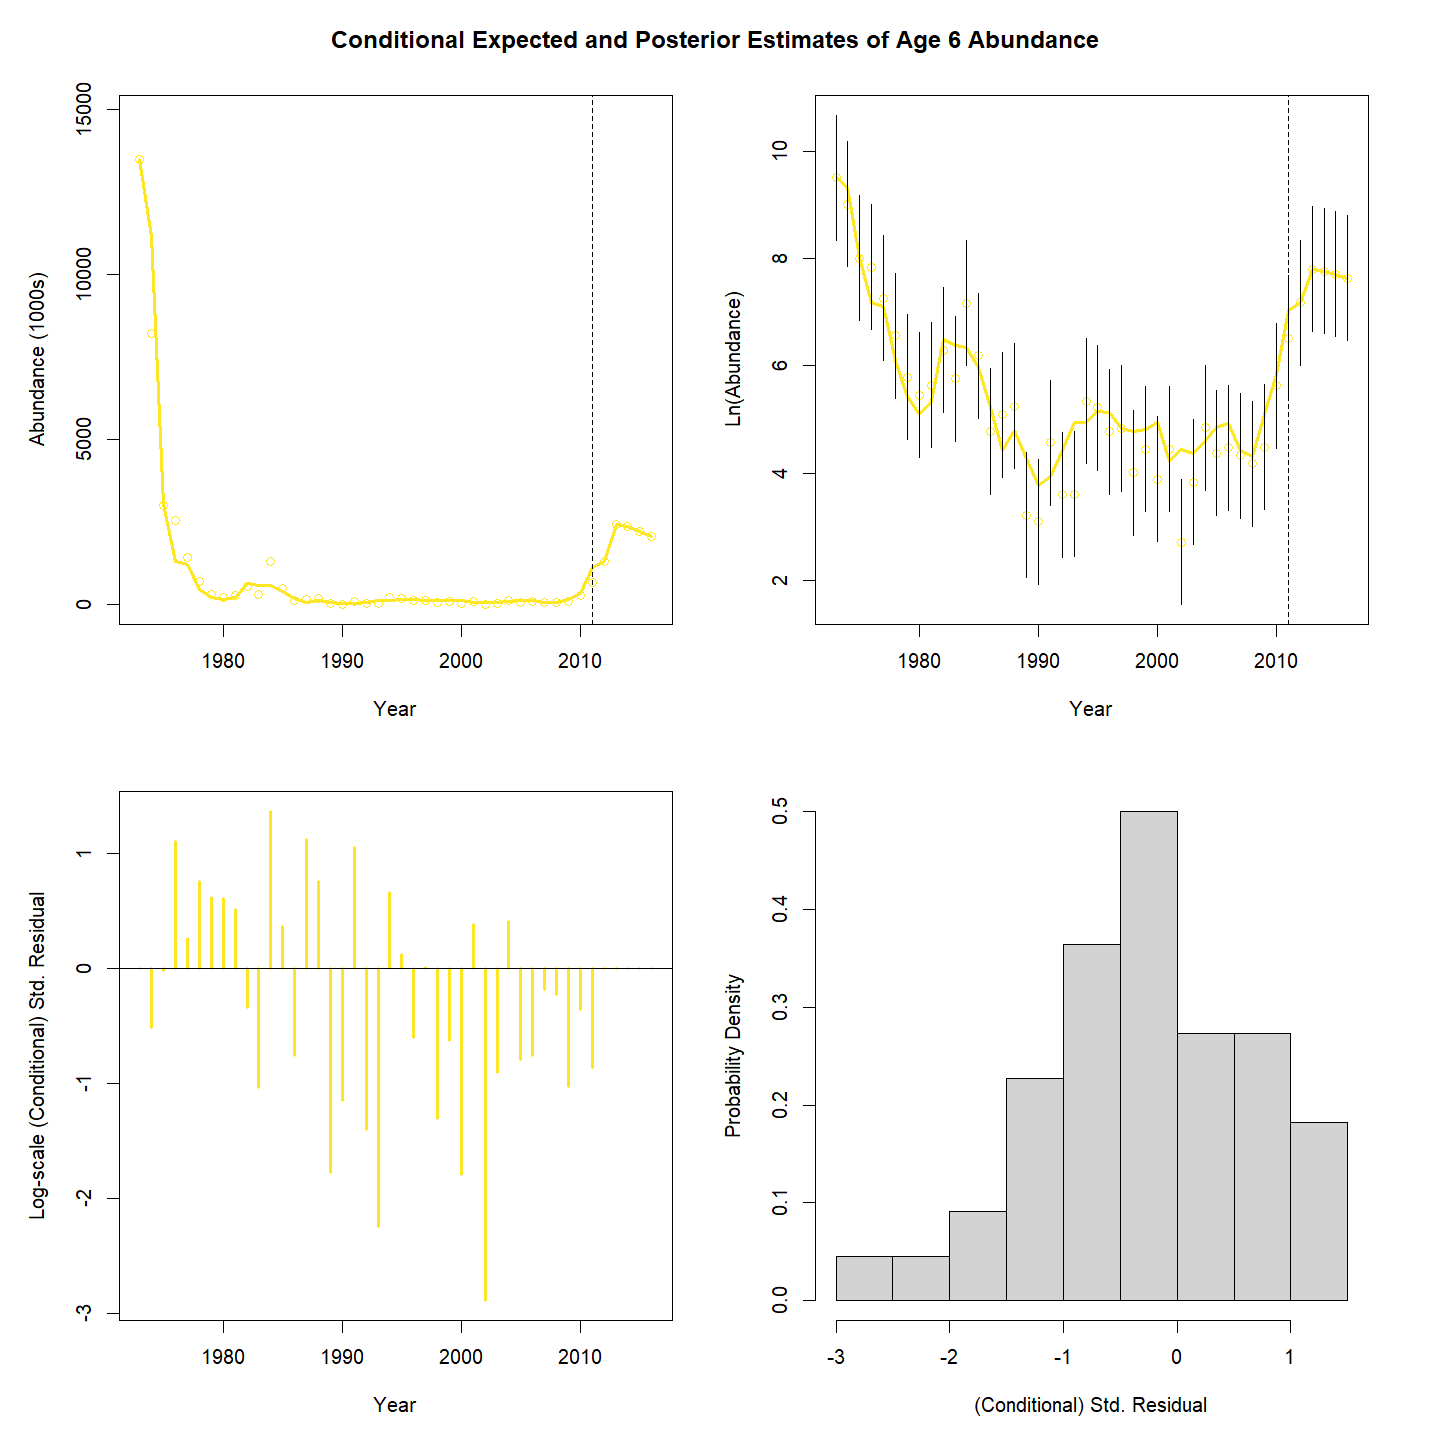 Conditional Expected and Posterior Estimates of Age 6 Abundance
Abundance (1000s)
0 5000 10000 15000
1980 1990 2000 2010
Year
Ln(Abundance)
2 4 6 8 10
1980 1990 2000 2010
Year
Log-scale (Conditional) Std. Residual
-3 -2 -1 0 1
1980 1990 2000 2010
Year
Probability Density
0.0 0.1 0.2 0.3 0.4 0.5
-3 -2 -1 0 1
(Conditional) Std. Residual